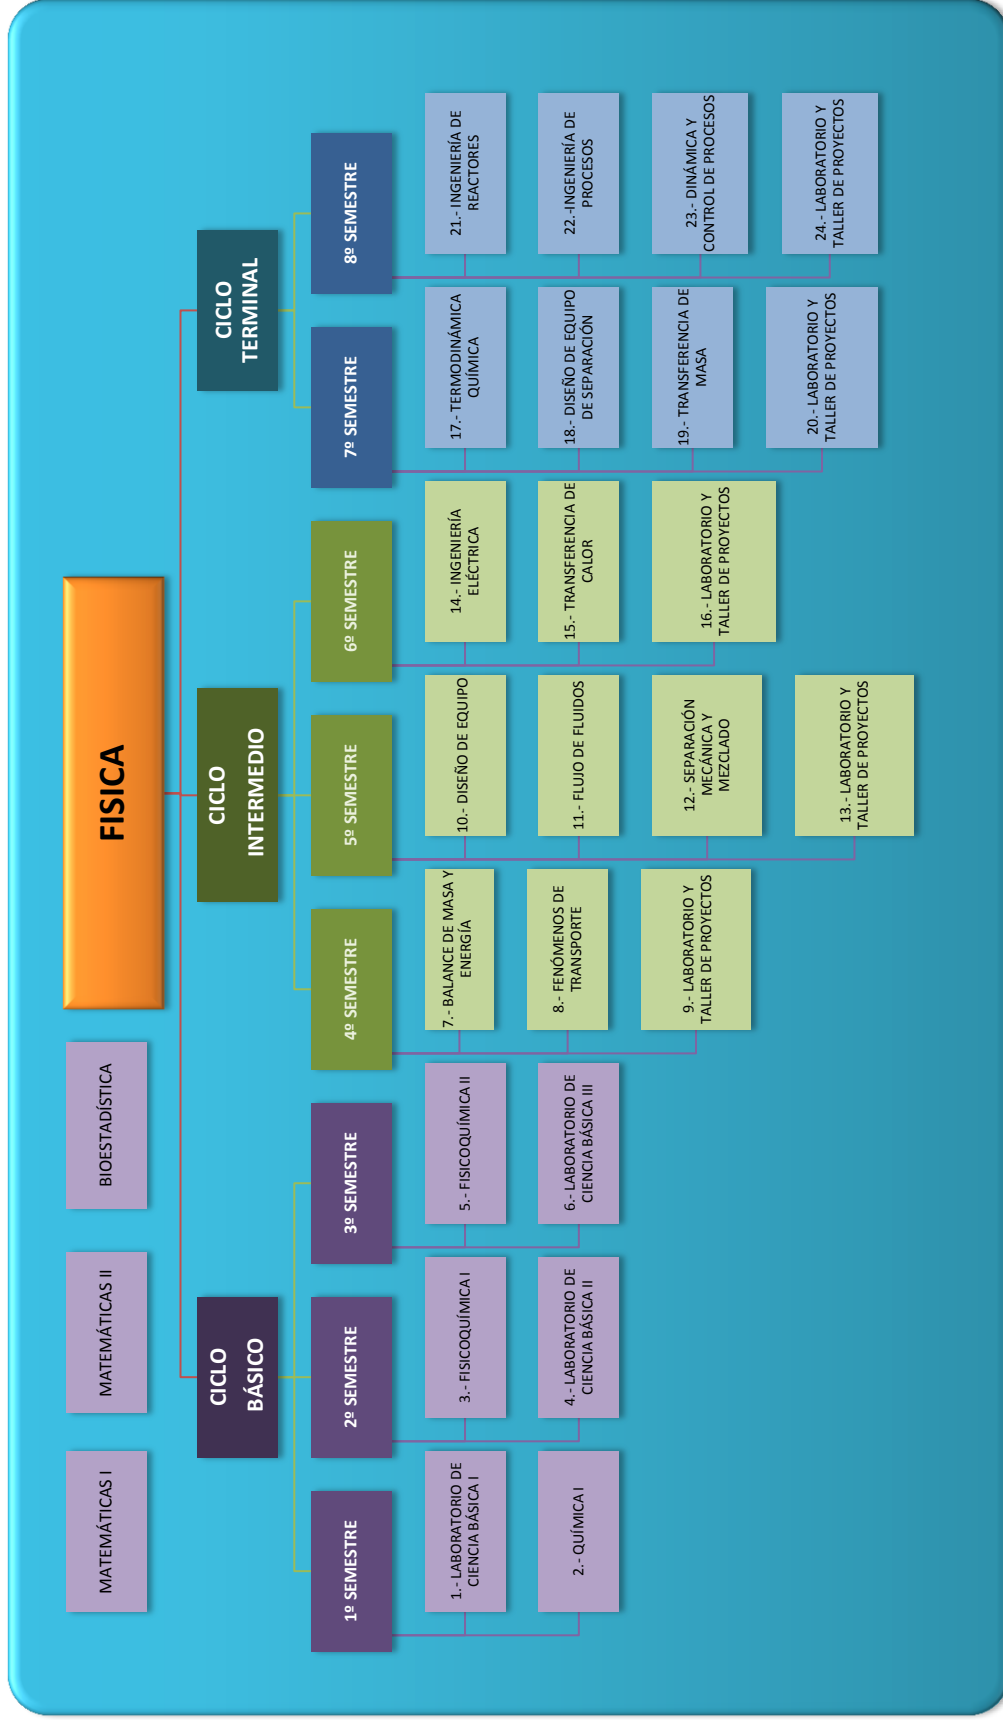 MATEMÁTICAS I
MATEMÁTICAS II
BIOESTADÍSTICA
FISICA
CICLO
BÁSICO
CICLO
INTERMEDIO
CICLO
TERMINAL
1º SEMESTRE
2º SEMESTRE
3º SEMESTRE
4º SEMESTRE
5º SEMESTRE
6º SEMESTRE
7º SEMESTRE
8º SEMESTRE
1.- LABORATORIO DE
CIENCIA BÁSICA I
2.- QUÍMICA I
3.- FISICOQUÍMICA I
4.- LABORATORIO DE
CIENCIA BÁSICA II
5.- FISICOQUÍMICA II
6.- LABORATORIO DE
CIENCIA BÁSICA III
7.- BALANCE DE MASA Y
ENERGÍA
8.- FENÓMENOS DE
TRANSPORTE
9.- LABORATORIO Y
TALLER DE PROYECTOS
10.- DISEÑO DE EQUIPO
11.- FLUJO DE FLUIDOS
12.- SEPARACIÓN
MECÁNICA Y
MEZCLADO
13.- LABORATORIO Y
TALLER DE PROYECTOS
14.- INGENIERÍA
ELÉCTRICA
15.- TRANSFERENCIA DE
CALOR
16.- LABORATORIO Y
TALLER DE PROYECTOS
17.- TERMODINÁMICA
QUÍMICA
18.- DISEÑO DE EQUIPO
DE SEPARACIÓN
19.- TRANSFERENCIA DE
MASA
20.- LABORATORIO Y
TALLER DE PROYECTOS
21.- INGENIERÍA DE
REACTORES
22.-INGENIERÍA DE
PROCESOS
23.- DINÁMICA Y
CONTROL DE PROCESOS
24.- LABORATORIO Y
TALLER DE PROYECTOS